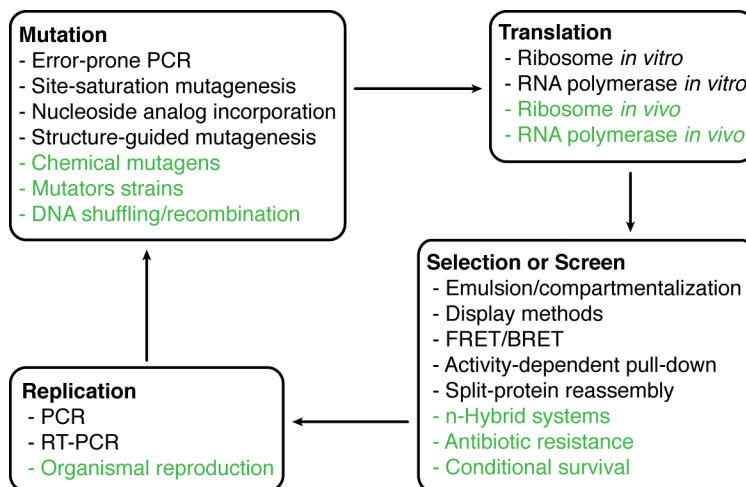 Mutation
- Error-prone PCR
- Site-saturation mutagenesis
- Nucleoside analog incorporation
- Structure-guided mutagenesis
- Chemical mutagens
- Mutators strains
- DNA shuffling/recombination
Translation
- Ribosome in vitro
- RNA polymerase in vitro
- Ribosome in vivo
- RNA polymerase in vivo
Selection or Screen
- Emulsion/compartmentalization
- Display methods
- FRET/BRET
- Activity-dependent pull-down
- Split-protein reassembly
- n-Hybrid systems
- Antibiotic resistance
- Conditional survival
Replication
- PCR
- RT-PCR
- Organismal reproduction